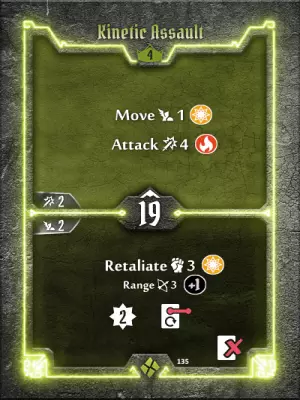 Kinetic Assault
4
Move 1
Attack 4
2
19
2
Retaliate 3
Range 3 +1
2
135